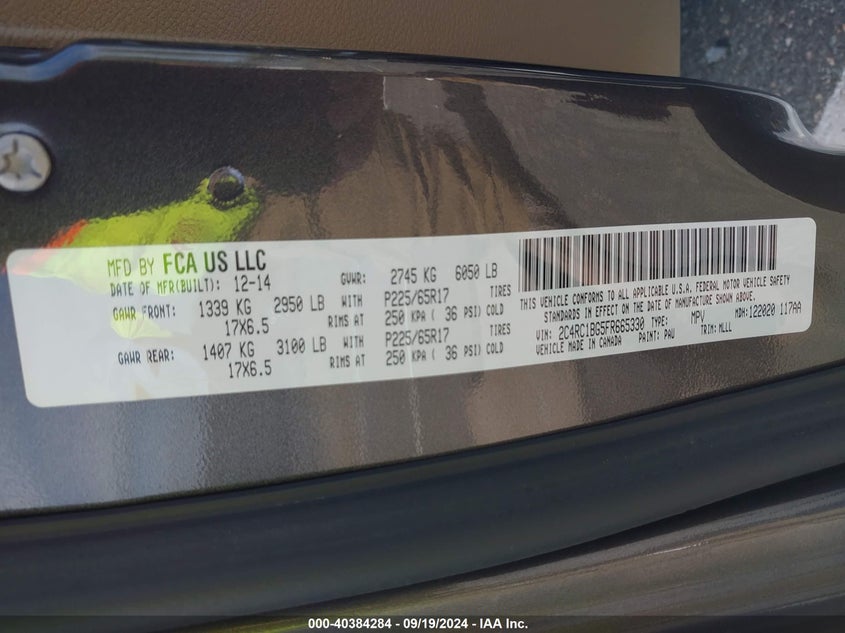 MFD BY FCA US LLC
DATE OF MFR(BUILT): 12-14 GVWR: 2745 KG 6050 LB
GAWR FRONT: 1339 KG 2950 LB WITH P225/65R17 TIRES
17X6.5 RIMS AT 250 KPA ( 36 PSI) COLD
GAWR REAR: 1407 KG 3100 LB WITH P225/65R17 TIRES
17X6.5 RIMS AT 250 KPA ( 36 PSI) COLD
THIS VEHICLE CONFORMS TO ALL APPLICABLE U.S.A. FEDERAL MOTOR VEHICLE SAFETY
STANDARDS IN EFFECT ON THE DATE OF MANUFACTURE SHOWN ABOVE.
VIN: 2C4RC1BG5FR665330 TYPE: MPV MDH: 122020 117AA
VEHICLE MADE IN CANADA PAINT: PAU TRIM: MLLL
000-40384284 - 09/19/2024 - IAA Inc.